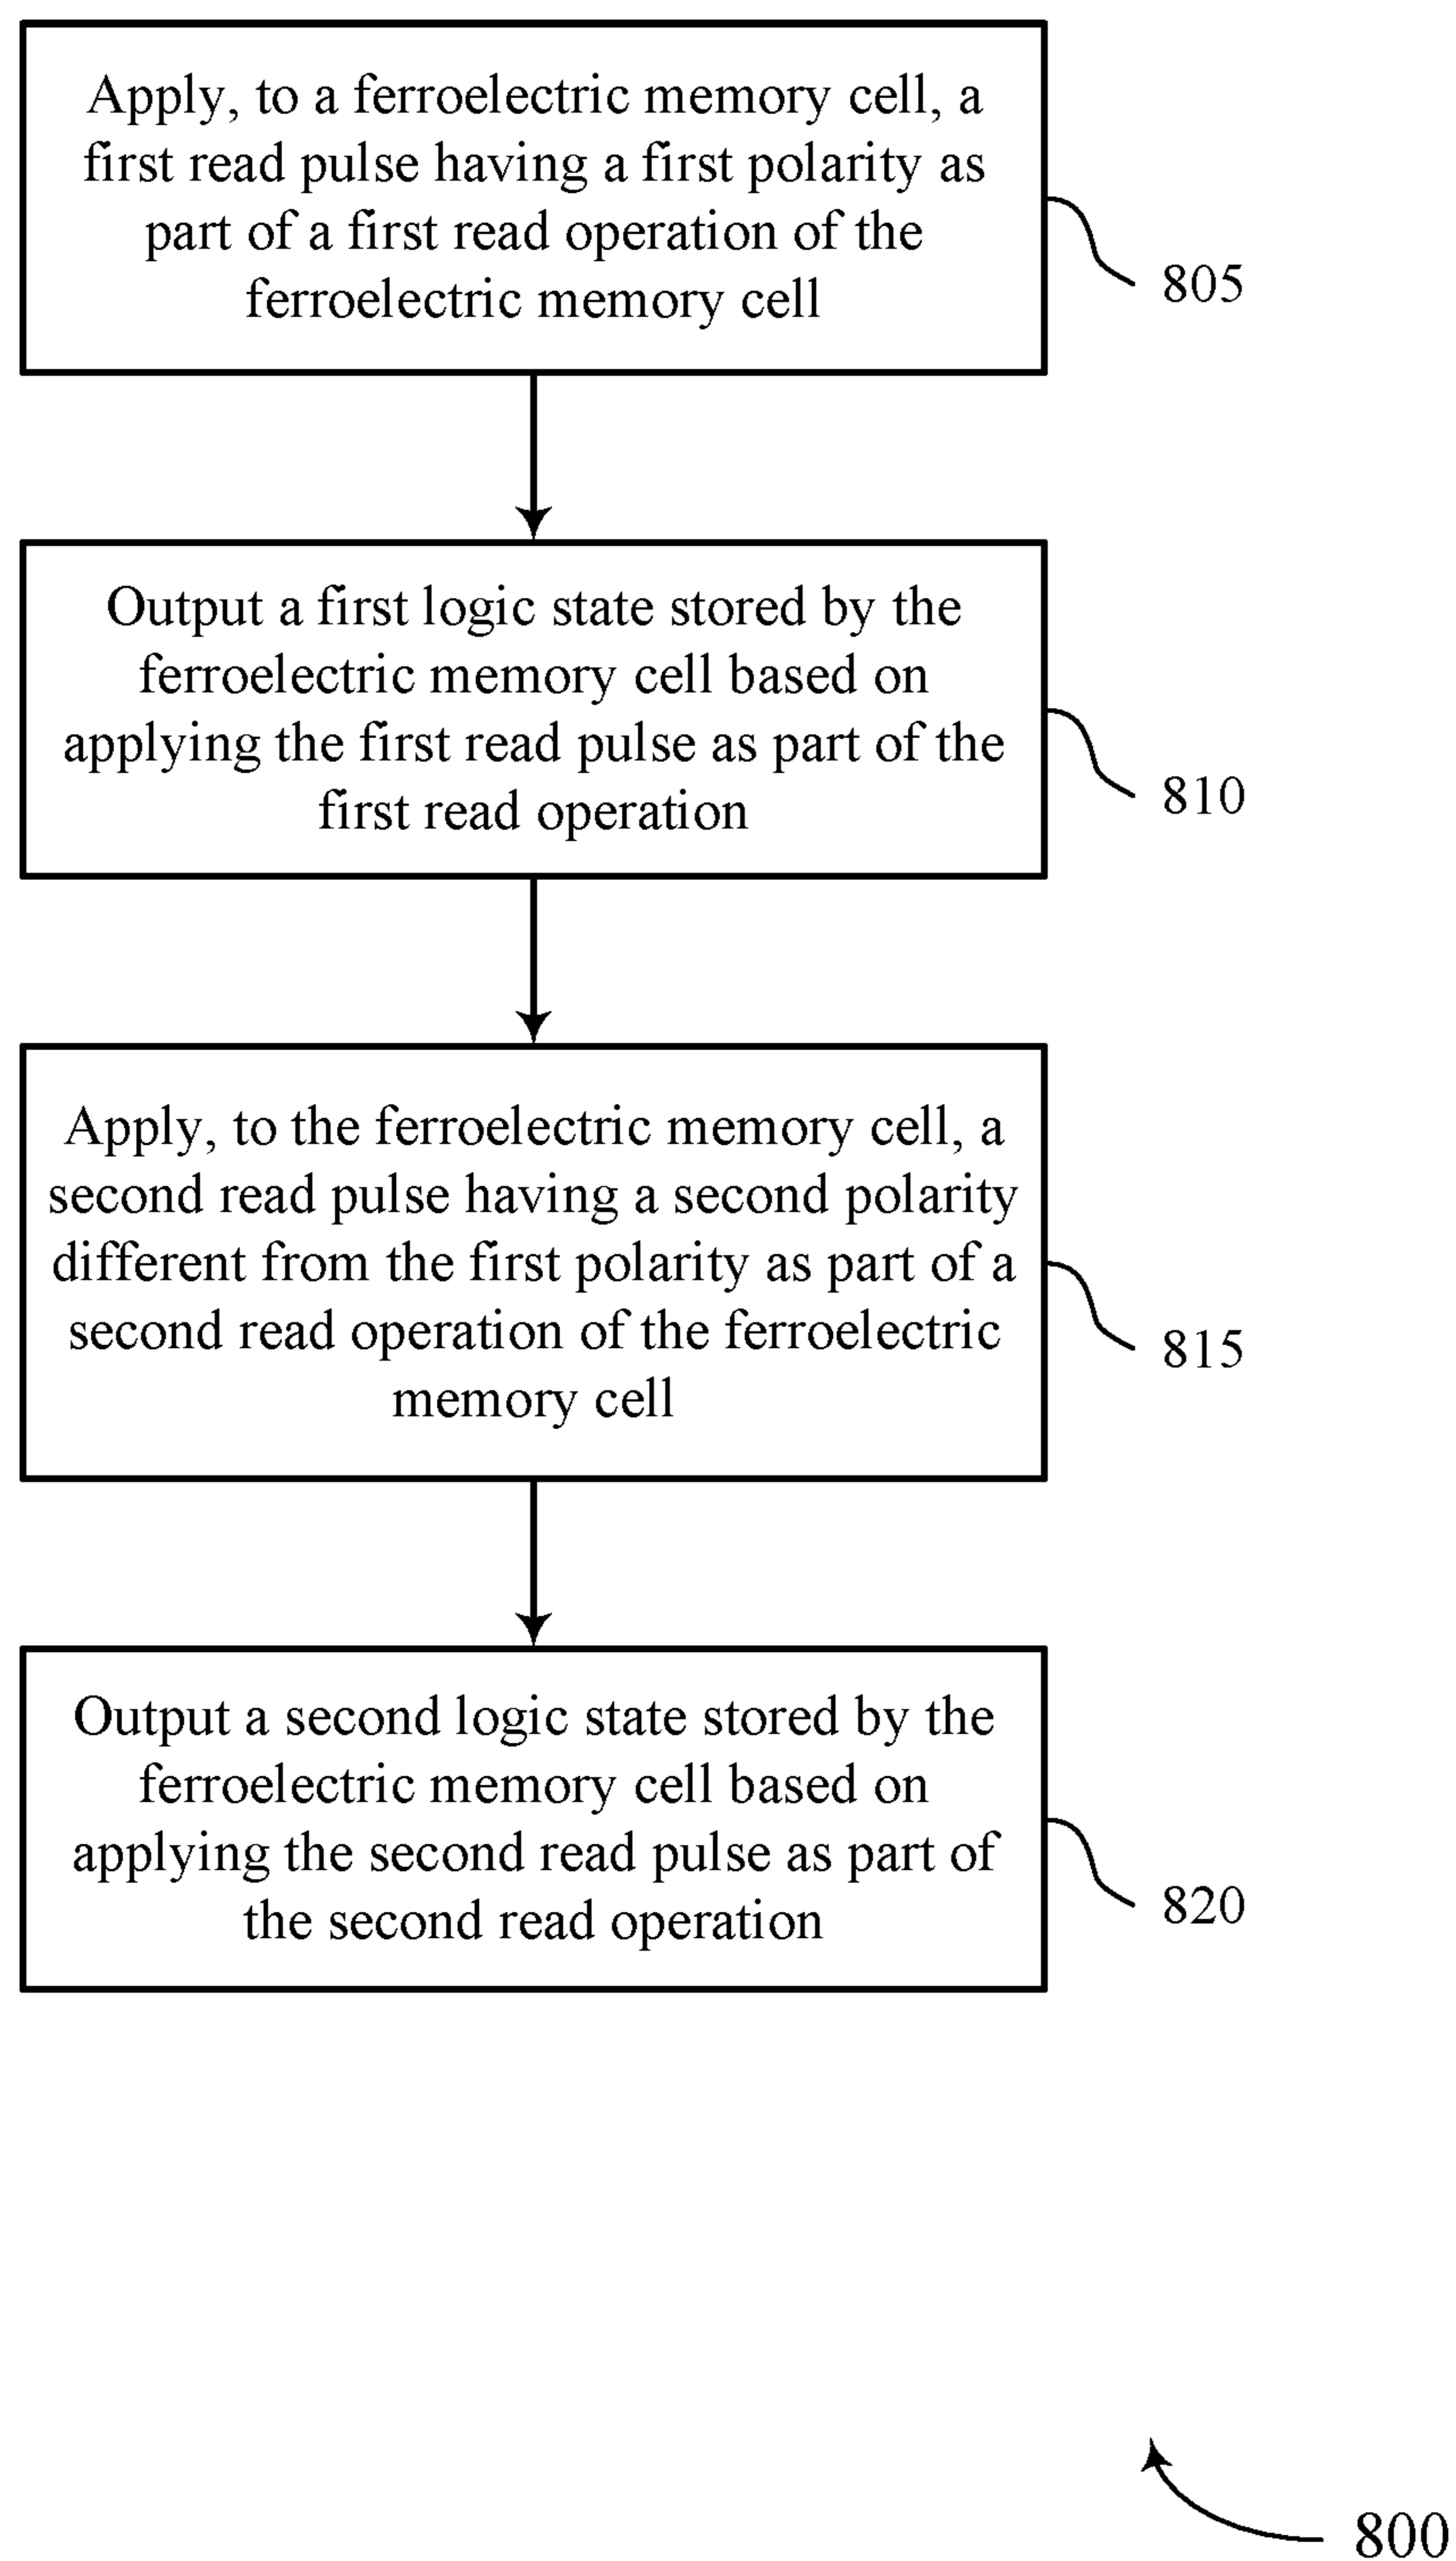 Apply, to a ferroelectric memory cell, a
first read pulse having a first polarity as
part of a first read operation of the
ferroelectric memory cell
805
Output a first logic state stored by the
ferroelectric memory cell based on
applying the first read pulse as part of the
first read operation
810
Apply, to the ferroelectric memory cell, a
second read pulse having a second polarity
different from the first polarity as part of a
second read operation of the ferroelectric
memory cell
815
Output a second logic state stored by the
ferroelectric memory cell based on
applying the second read pulse as part of
the second read operation
820
800